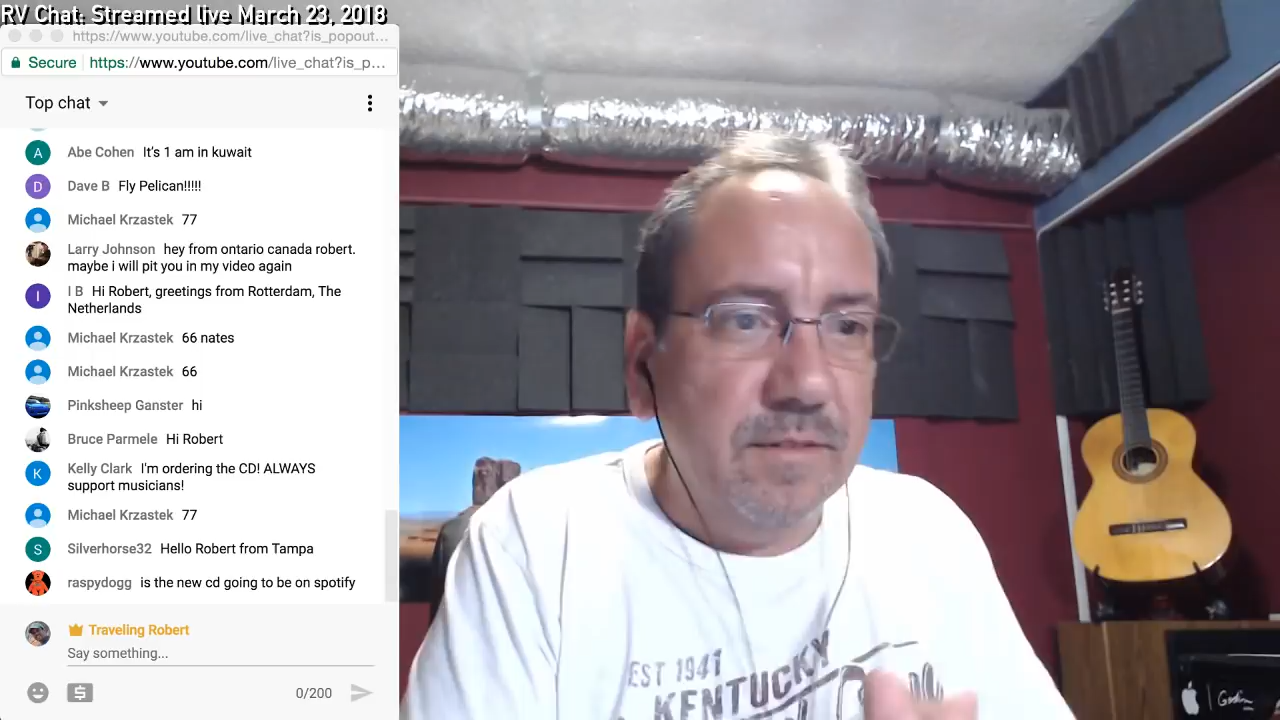 RV Chat. Streamed live March 23, 2018
https://www.youtube.com/live_chat?is_popout...
Secure https://www.youtube.com/live_chat?is_p...
Top chat
A Abe Cohen It's 1 am in kuwait
D Dave B Fly Pelican!!!!!
Michael Krzastek 77
Larry Johnson hey from ontario canada robert.
maybe i will pit you in my video again
I I B Hi Robert, greetings from Rotterdam, The
Netherlands
Michael Krzastek 66 nates
Michael Krzastek 66
Pinksheep Ganster hi
Bruce Parmele Hi Robert
K Kelly Clark I'm ordering the CD! ALWAYS
support musicians!
Michael Krzastek 77
S Silverhorse32 Hello Robert from Tampa
raspydogg is the new cd going to be on spotify
Traveling Robert
Say something...
0/200
EST 1941
KENTUCKY